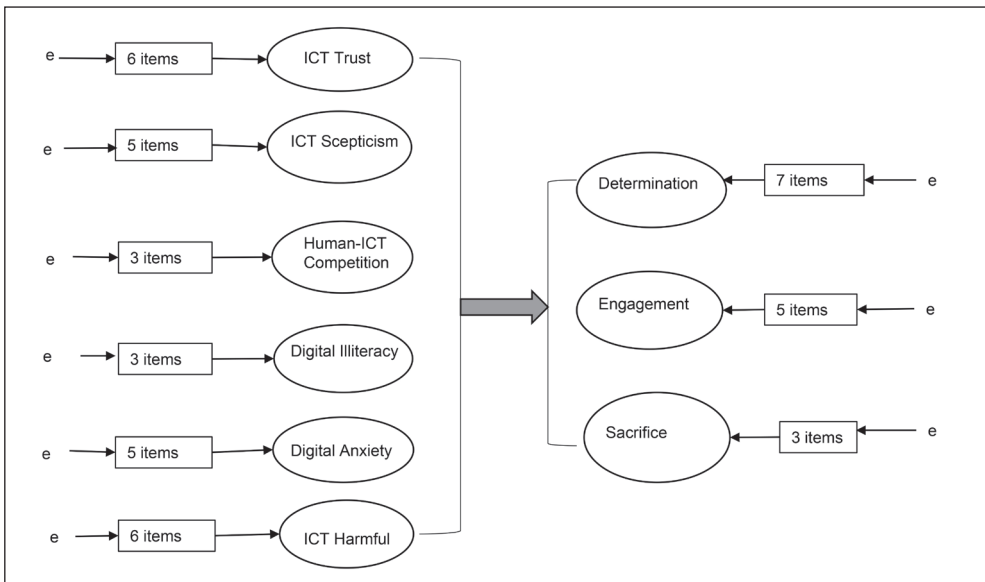 e
6 items
ICT Trust
e
5 items
ICT Scepticism
e
3 items
Human-ICT
Competition
e
3 items
Digital Illiteracy
e
5 items
Digital Anxiety
e
6 items
ICT Harmful
Determination
7 items
e
Engagement
5 items
e
Sacrifice
3 items
e